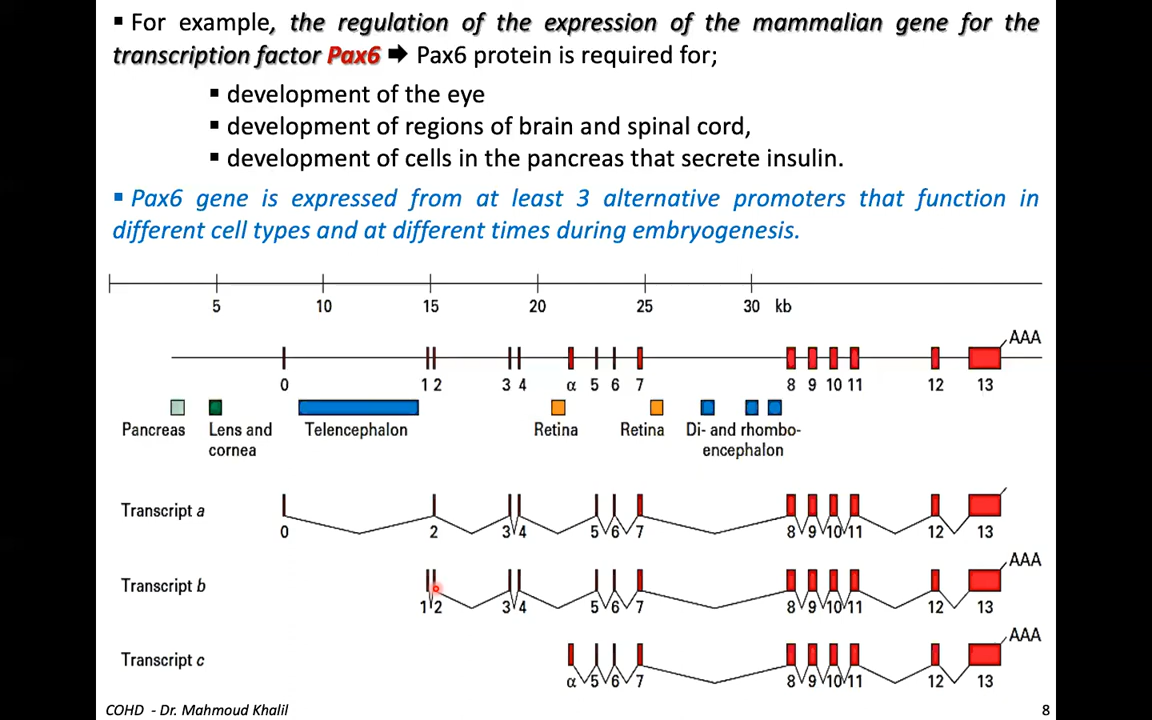 ▪ For example, the regulation of the expression of the mammalian gene for the
transcription factor Pax6 ➡ Pax6 protein is required for;
▪ development of the eye
▪ development of regions of brain and spinal cord,
▪ development of cells in the pancreas that secrete insulin.
▪ Pax6 gene is expressed from at least 3 alternative promoters that function in
different cell types and at different times during embryogenesis.
5 10 15 20 25 30 kb
AAA
0 1 2 3 4 α 5 6 7 8 9 10 11 12 13
Pancreas Lens and Telencephalon Retina Retina Di- and rhombo-
cornea encephalon
Transcript a
0 2 3 4 5 6 7 8 9 10 11 12 13
AAA
Transcript b
1 2 3 4 5 6 7 8 9 10 11 12 13
AAA
Transcript c
α 5 6 7 8 9 10 11 12 13
COHD - Dr. Mahmoud Khalil 8